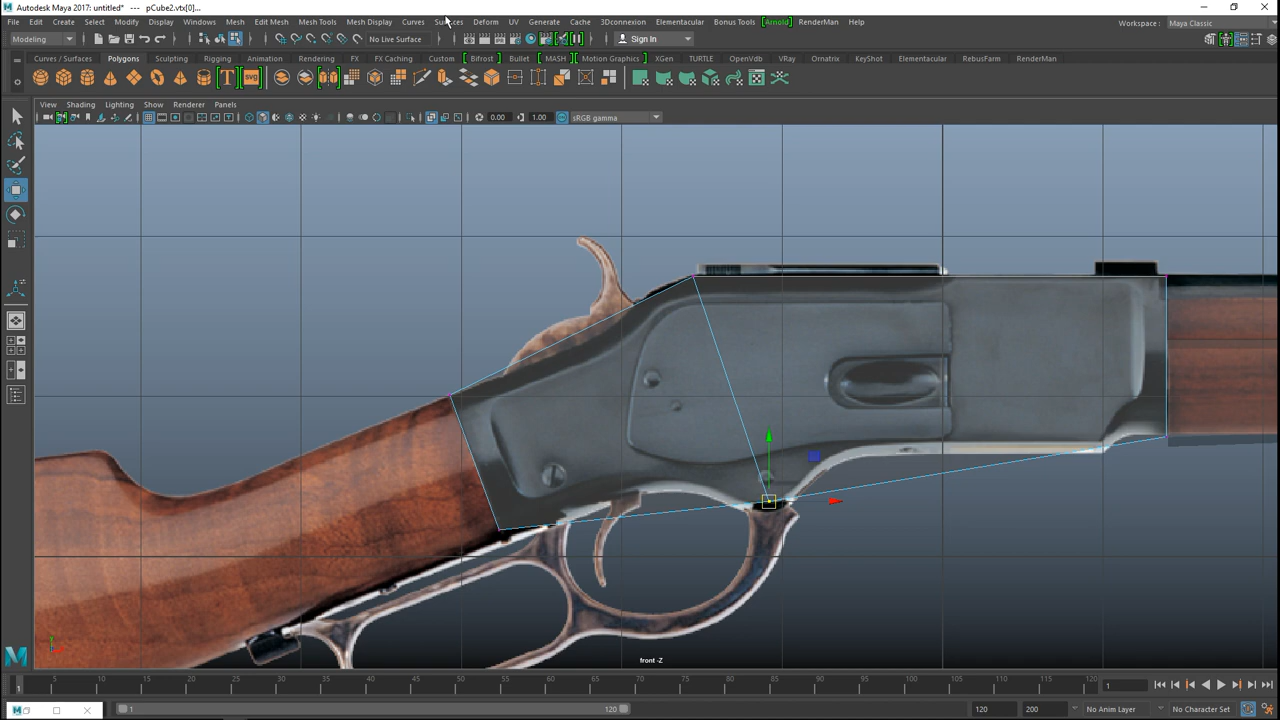 Autodesk Maya 2017: untitled*  ---  pCube2.vtx[0]...
File Edit Create Select Modify Display Windows Mesh Edit Mesh Mesh Tools Mesh Display Curves Surfaces Deform UV Generate Cache 3Dconnexion Elementacular Bonus Tools [Arnold] RenderMan Help Workspace : Maya Classic
Modeling No Live Surface Sign In
Curves / Surfaces Polygons Sculpting Rigging Animation Rendering FX FX Caching Custom Bifrost Bullet MASH Motion Graphics XGen TURTLE OpenVdb VRay Ornatrix KeyShot Elementacular RebusFarm RenderMan
T svg
View Shading Lighting Show Renderer Panels
0.00 1.00 sRGB gamma
front -Z
1 5 10 15 20 25 30 35 40 45 50 55 60 65 70 75 80 85 90 95 100 105 110 115 120 1
1 120 120 200 No Anim Layer No Character Set